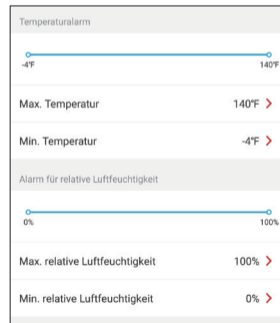 Temperaturalarm
-4°F 140°F
Max. Temperatur 140°F
Min. Temperatur -4°F
Alarm für relative Luftfeuchtigkeit
0% 100%
Max. relative Luftfeuchtigkeit 100%
Min. relative Luftfeuchtigkeit 0%